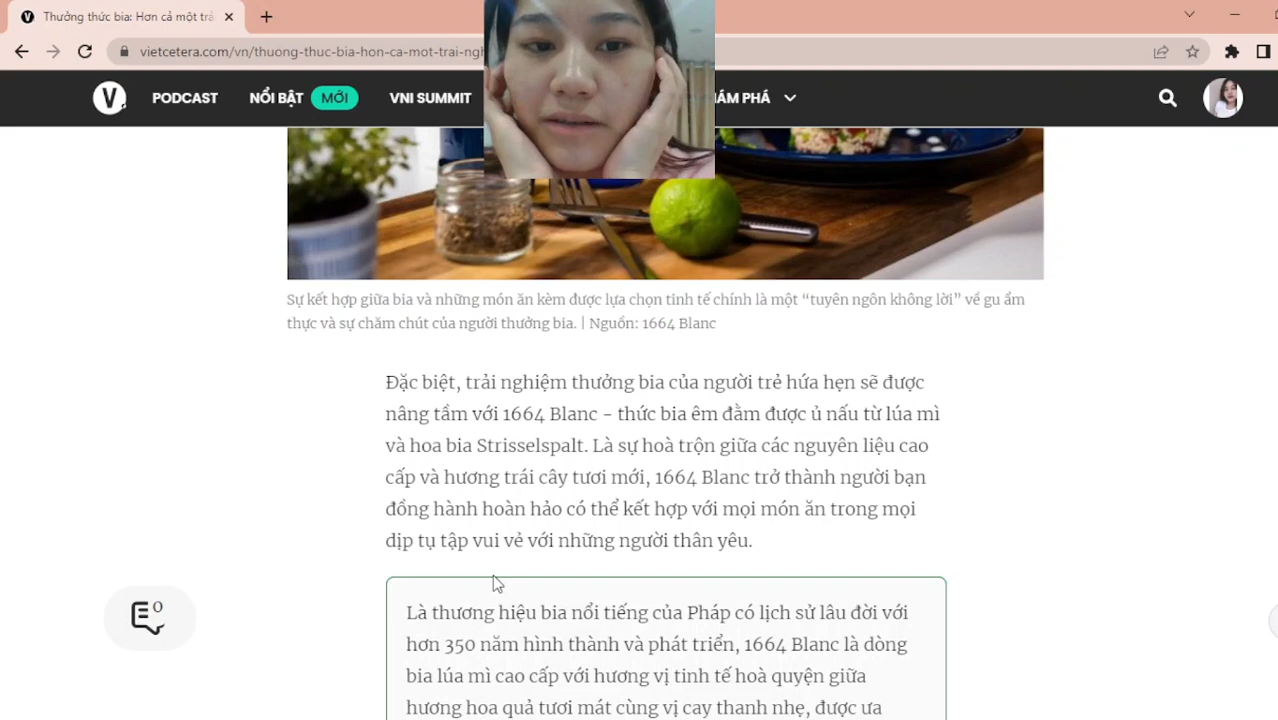 Thưởng thức bia: Hơn cả một trả
vietcetera.com/vn/thuong-thuc-bia-hon-ca-mot-trai-ngh
V.
PODCAST
NỔI BẬT
MỚI
VNI SUMMIT
HÁM PHÁ
Sự kết hợp giữa bia và những món ăn kèm được lựa chọn tinh tế chính là một “tuyên ngôn không lời” về gu ẩm
thực và sự chăm chút của người thưởng bia. | Nguồn: 1664 Blanc
Đặc biệt, trải nghiệm thưởng bia của người trẻ hứa hẹn sẽ được
nâng tầm với 1664 Blanc - thức bia êm đằm được ủ nấu từ lúa mì
và hoa bia Strisselspalt. Là sự hoà trộn giữa các nguyên liệu cao
cấp và hương trái cây tươi mới, 1664 Blanc trở thành người bạn
đồng hành hoàn hảo có thể kết hợp với mọi món ăn trong mọi
dịp tụ tập vui vẻ với những người thân yêu.
0
Là thương hiệu bia nổi tiếng của Pháp có lịch sử lâu đời với
hơn 350 năm hình thành và phát triển, 1664 Blanc là dòng
bia lúa mì cao cấp với hương vị tinh tế hoà quyện giữa
hương hoa quả tươi mát cùng vị cay thanh nhẹ, được ưa